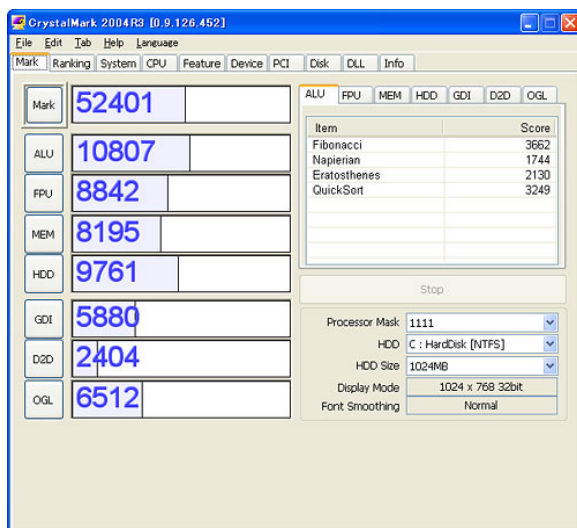 CrystalMark 2004R3 [0.9.126.452]
File Edit Tab Help Language
Mark Ranking System CPU Feature Device PCI Disk DLL Info
Mark 52401
ALU 10807
FPU 8842
MEM 8195
HDD 9761
GDI 5880
D2D 2404
OGL 6512
ALU FPU MEM HDD GDI D2D OGL
Item Score
Fibonacci 3662
Napierian 1744
Eratosthenes 2130
QuickSort 3249
Stop
Processor Mask 1111
HDD C : HardDisk [NTFS]
HDD Size 1024MB
Display Mode 1024 x 768 32bit
Font Smoothing Normal